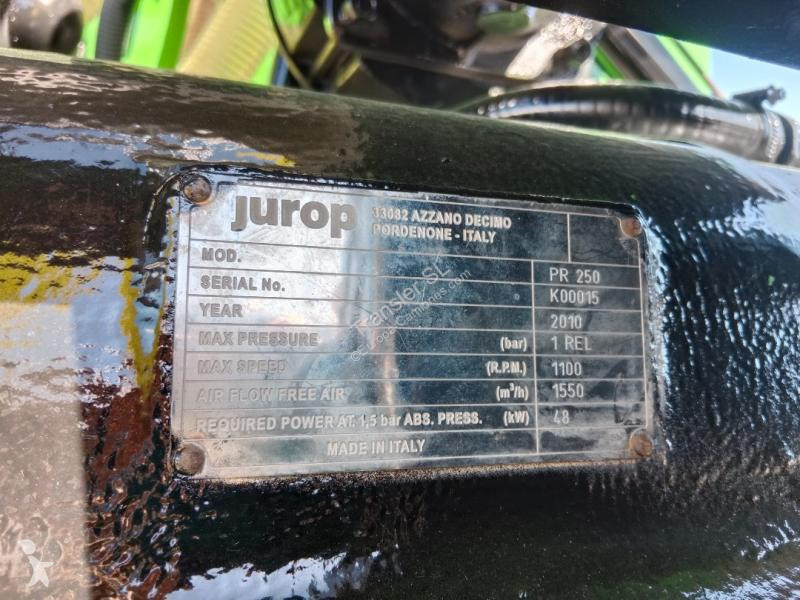 jurop
33082 AZZANO DECIMO
PORDENONE - ITALY
MOD. PR 250
SERIAL No. K00015
YEAR 2010
MAX PRESSURE (bar) 1 REL
MAX SPEED (R.P.M.) 1100
AIR FLOW FREE AIR (m³/h) 1550
REQUIRED POWER AT. 1,5 bar ABS. PRESS. (kW) 48
MADE IN ITALY